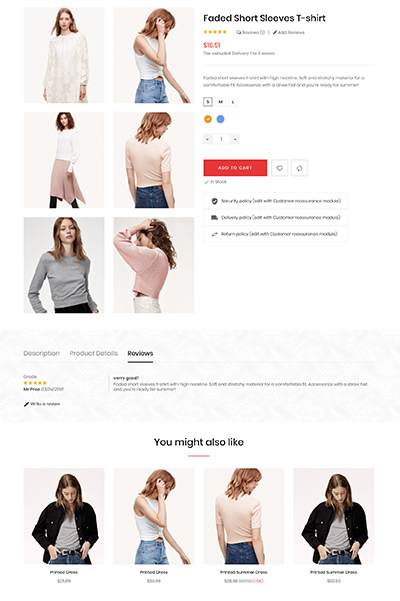 Faded Short Sleeves T-shirt
Reviews (1) | Add Reviews
$16.51
Tax excluded Delivery: 1 to 3 weeks
Faded short sleeves t-shirt with high neckline. Soft and stretchy material for a
comfortable fit. Accessorize with a straw hat and you're ready for summer!
S M L
- 1 +
ADD TO CART
In Stock
Security policy (edit with Customer reassurance module)
Delivery policy (edit with Customer reassurance module)
Return policy (edit with Customer reassurance module)
Description Product Details Reviews
Grade
Mr Proo 03/04/2018
verry good!!
Faded short sleeves t-shirt with high neckline. Soft and stretchy material for a comfortable fit. Accessorize with a straw hat
and you're ready for summer!
Write a review
You might also like
Printed Dress
Printed Dress
Printed Summer Dress
Printed Summer Dress
$28.98 $30.50 (-5%)
$30.50